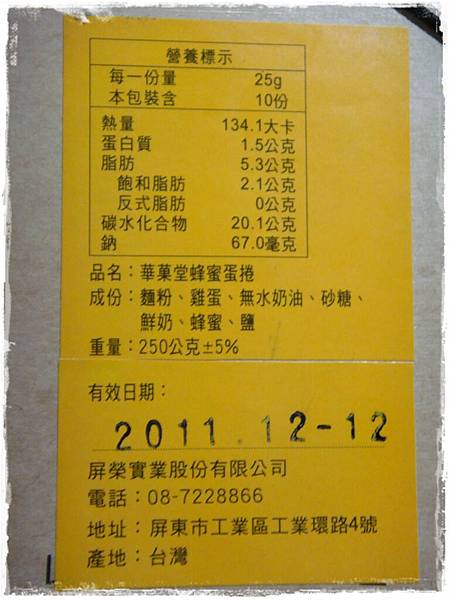 營養標示
每一份量 25g
本包裝含 10份
熱量 134.1大卡
蛋白質 1.5公克
脂肪 5.3公克
飽和脂肪 2.1公克
反式脂肪 0公克
碳水化合物 20.1公克
鈉 67.0毫克
品名：華菓堂蜂蜜蛋捲
成份：麵粉、雞蛋、無水奶油、砂糖、
鮮奶、蜂蜜、鹽
重量：250公克±5%
有效日期：
2011.12-12
屏榮實業股份有限公司
電話：08-7228866
地址：屏東市工業區工業環路4號
產地：台灣